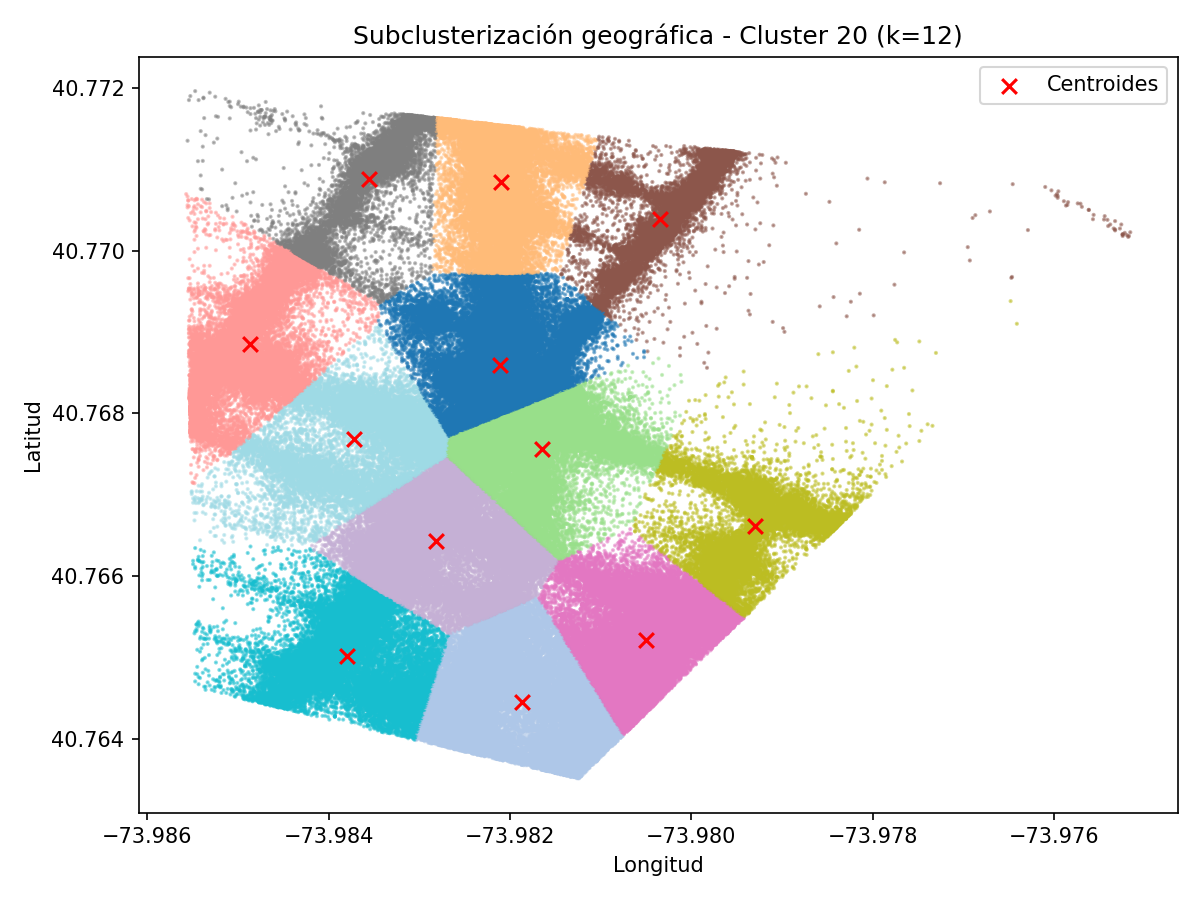 Subclusterización geográfica - Cluster 20 (k=12)
Centroides
40.772
40.770
40.768
40.766
40.764
Latitud
−73.986
−73.984
−73.982
−73.980
−73.978
−73.976
Longitud